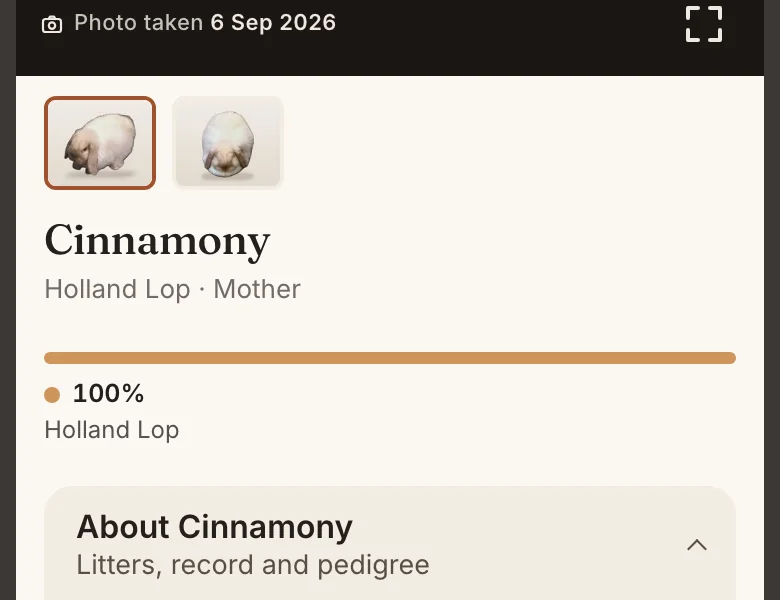 Photo taken 6 Sep 2026
Cinnamony
Holland Lop · Mother
100%
Holland Lop
About Cinnamony
Litters, record and pedigree